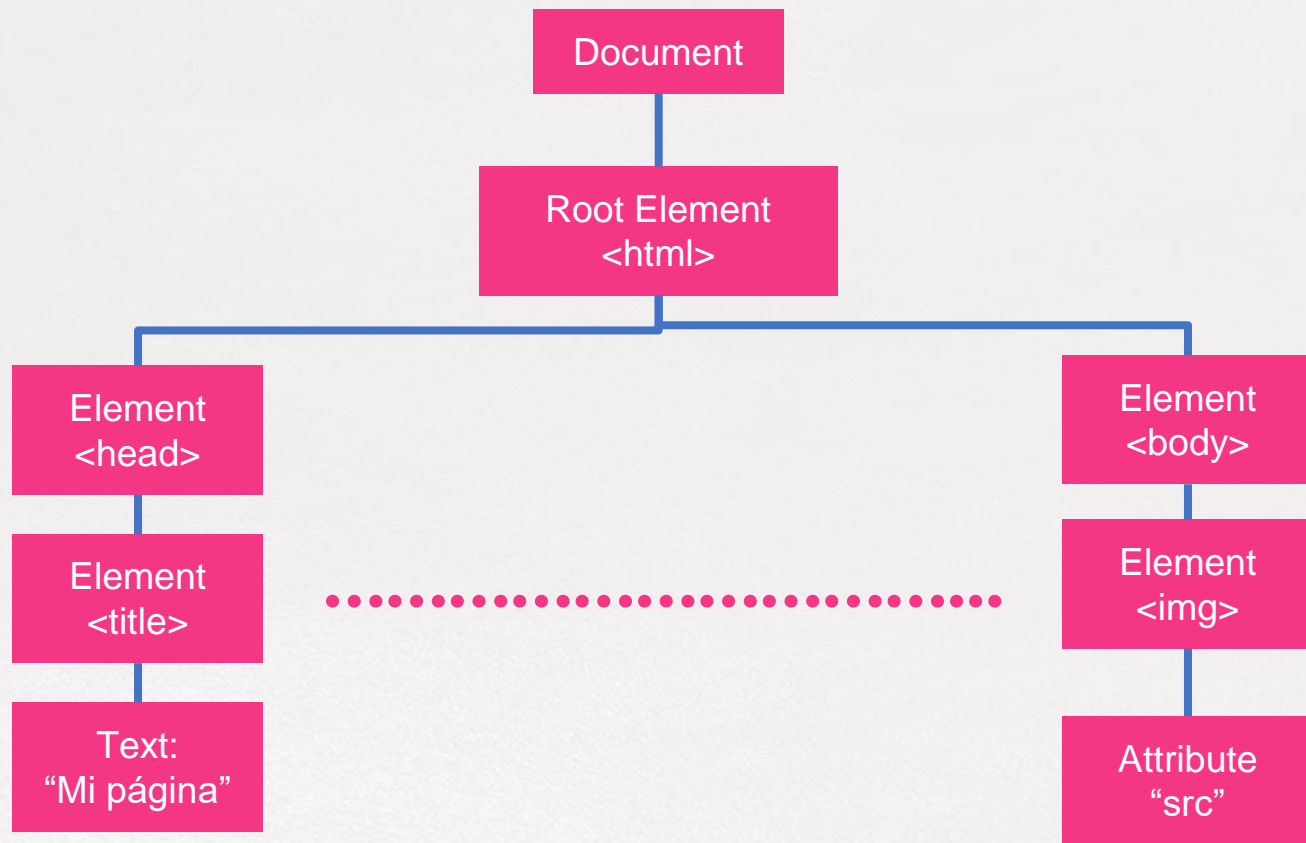 Document
Root Element
<html>
Element
<head>
Element
<body>
Element
<title>
Element
<img>
Text:
“Mi página”
Attribute
“src”